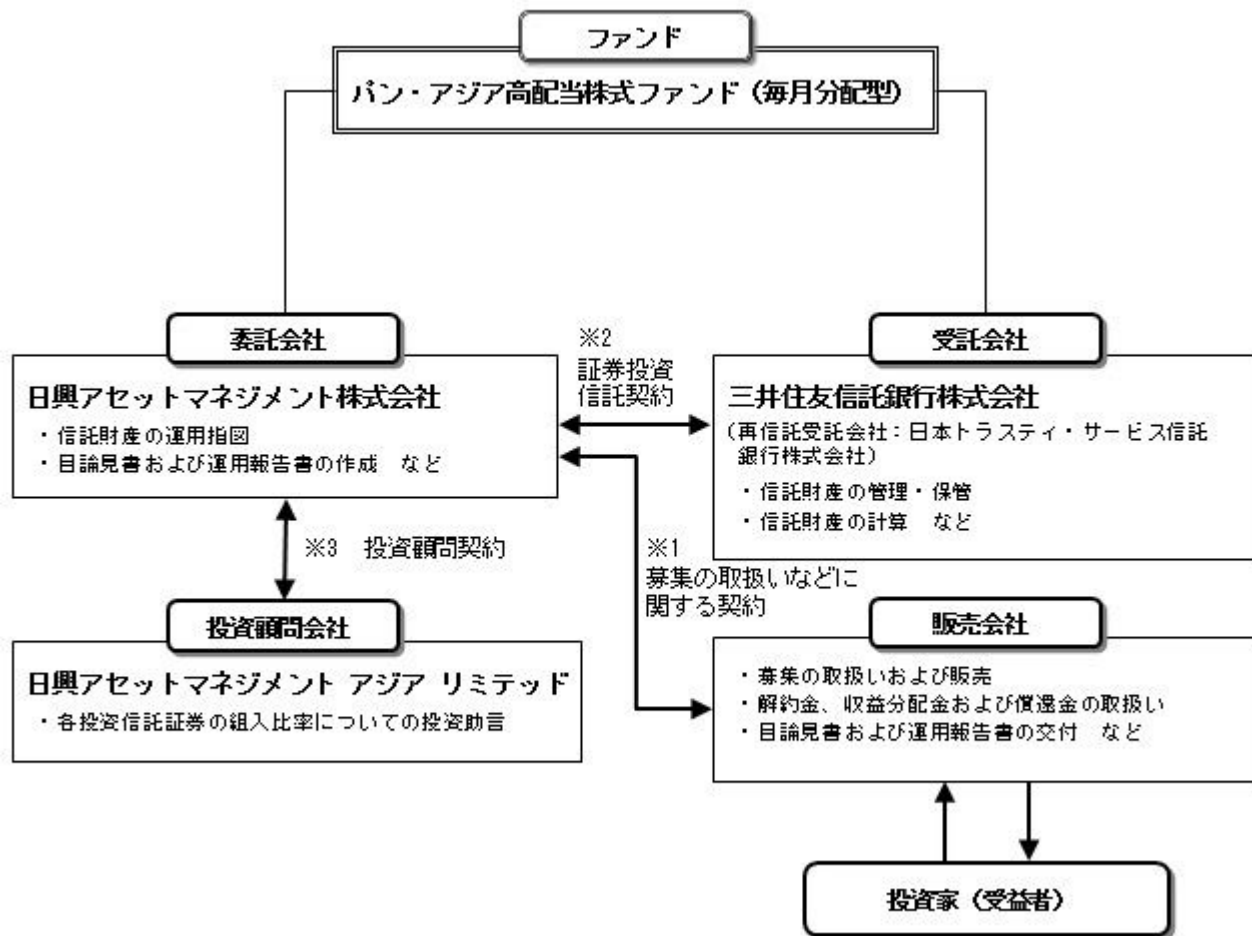 ファンド
パン・アジア高配当株式ファンド（毎月分配型）
委託会社
日興アセットマネジメント株式会社
・信託財産の運用指図
・目論見書および運用報告書の作成　など
※2
証券投資
信託契約
受託会社
三井住友信託銀行株式会社
（再信託受託会社：日本トラスティ・サービス信託
銀行株式会社）
・信託財産の管理・保管
・信託財産の計算　など
※3　投資顧問契約
※1
募集の取扱いなどに
関する契約
投資顧問会社
日興アセットマネジメント アジア リミテッド
・各投資信託証券の組入比率についての投資助言
販売会社
・募集の取扱いおよび販売
・解約金、収益分配金および償還金の取扱い
・目論見書および運用報告書の交付　など
投資家（受益者）